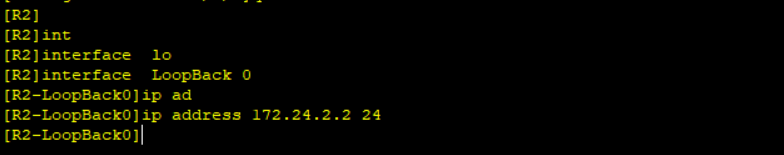 [R2]
[R2]int
[R2]interface  lo
[R2]interface  LoopBack 0
[R2-LoopBack0]ip ad
[R2-LoopBack0]ip address 172.24.2.2 24
[R2-LoopBack0]